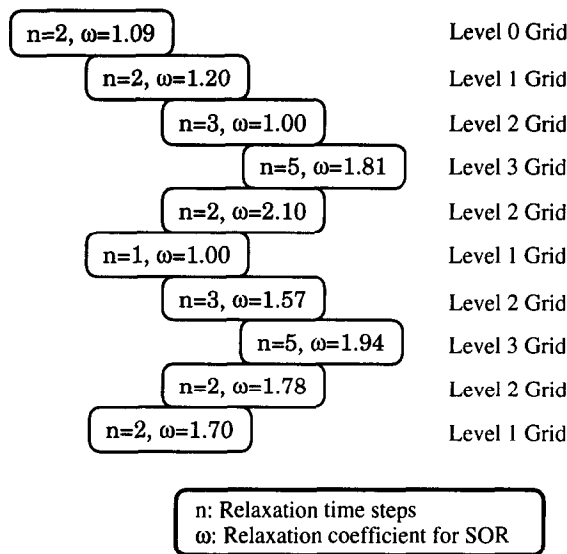 n=2, ω=1.09 Level 0 Grid
n=2, ω=1.20 Level 1 Grid
n=3, ω=1.00 Level 2 Grid
n=5, ω=1.81 Level 3 Grid
n=2, ω=2.10 Level 2 Grid
n=1, ω=1.00 Level 1 Grid
n=3, ω=1.57 Level 2 Grid
n=5, ω=1.94 Level 3 Grid
n=2, ω=1.78 Level 2 Grid
n=2, ω=1.70 Level 1 Grid
n: Relaxation time steps
ω: Relaxation coefficient for SOR